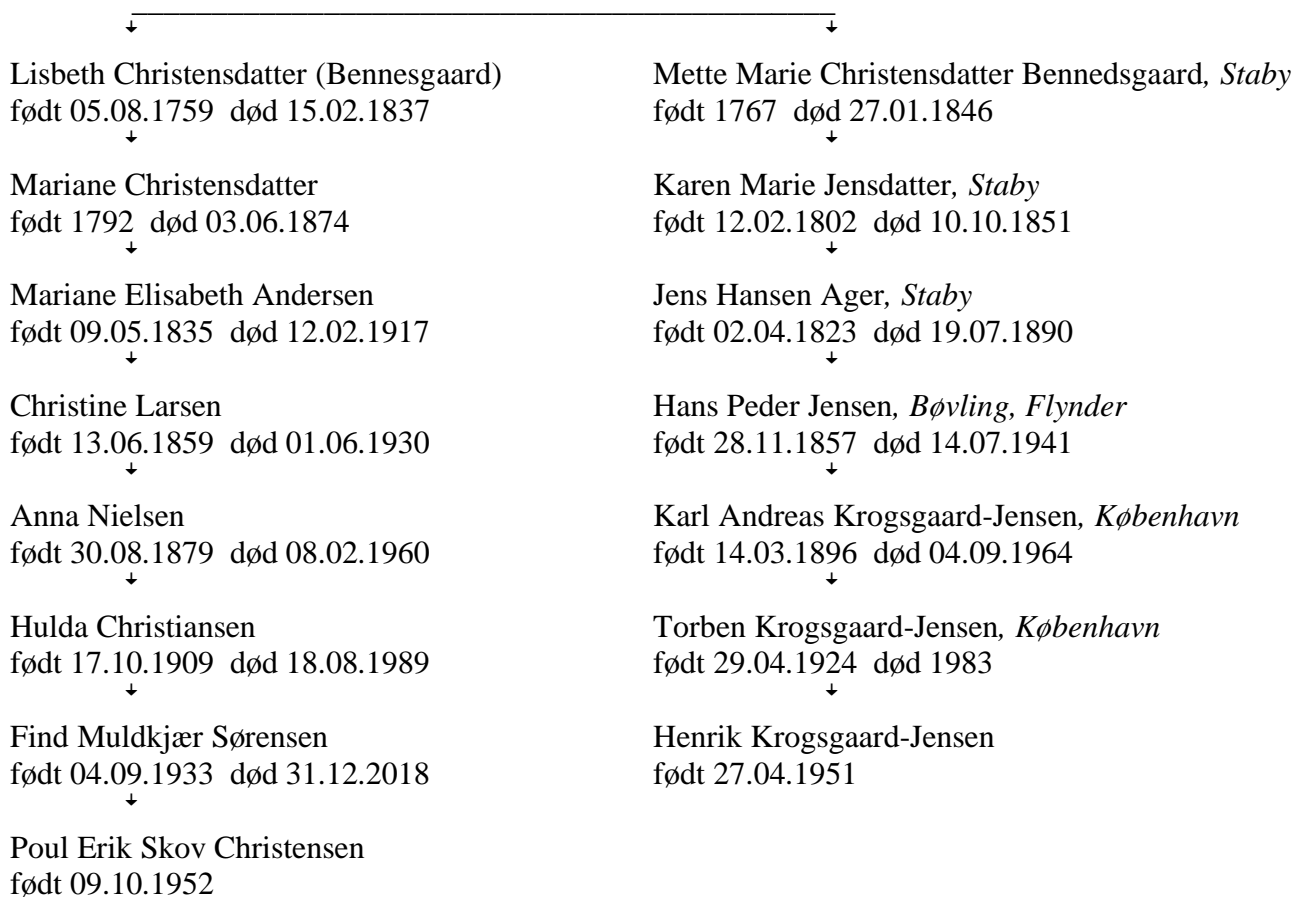 Lisbeth Christensdatter (Bennesgaard)
født 05.08.1759 død 15.02.1837
Mariane Christensdatter
født 1792 død 03.06.1874
Mariane Elisabeth Andersen
født 09.05.1835 død 12.02.1917
Christine Larsen
født 13.06.1859 død 01.06.1930
Anna Nielsen
født 30.08.1879 død 08.02.1960
Hulda Christiansen
født 17.10.1909 død 18.08.1989
Find Muldkjær Sørensen
født 04.09.1933 død 31.12.2018
Poul Erik Skov Christensen
født 09.10.1952
Mette Marie Christensdatter Bennedsgaard, Staby
født 1767 død 27.01.1846
Karen Marie Jensdatter, Staby
født 12.02.1802 død 10.10.1851
Jens Hansen Ager, Staby
født 02.04.1823 død 19.07.1890
Hans Peder Jensen, Bøvling, Flynder
født 28.11.1857 død 14.07.1941
Karl Andreas Krogsgaard-Jensen, København
født 14.03.1896 død 04.09.1964
Torben Krogsgaard-Jensen, København
født 29.04.1924 død 1983
Henrik Krogsgaard-Jensen
født 27.04.1951